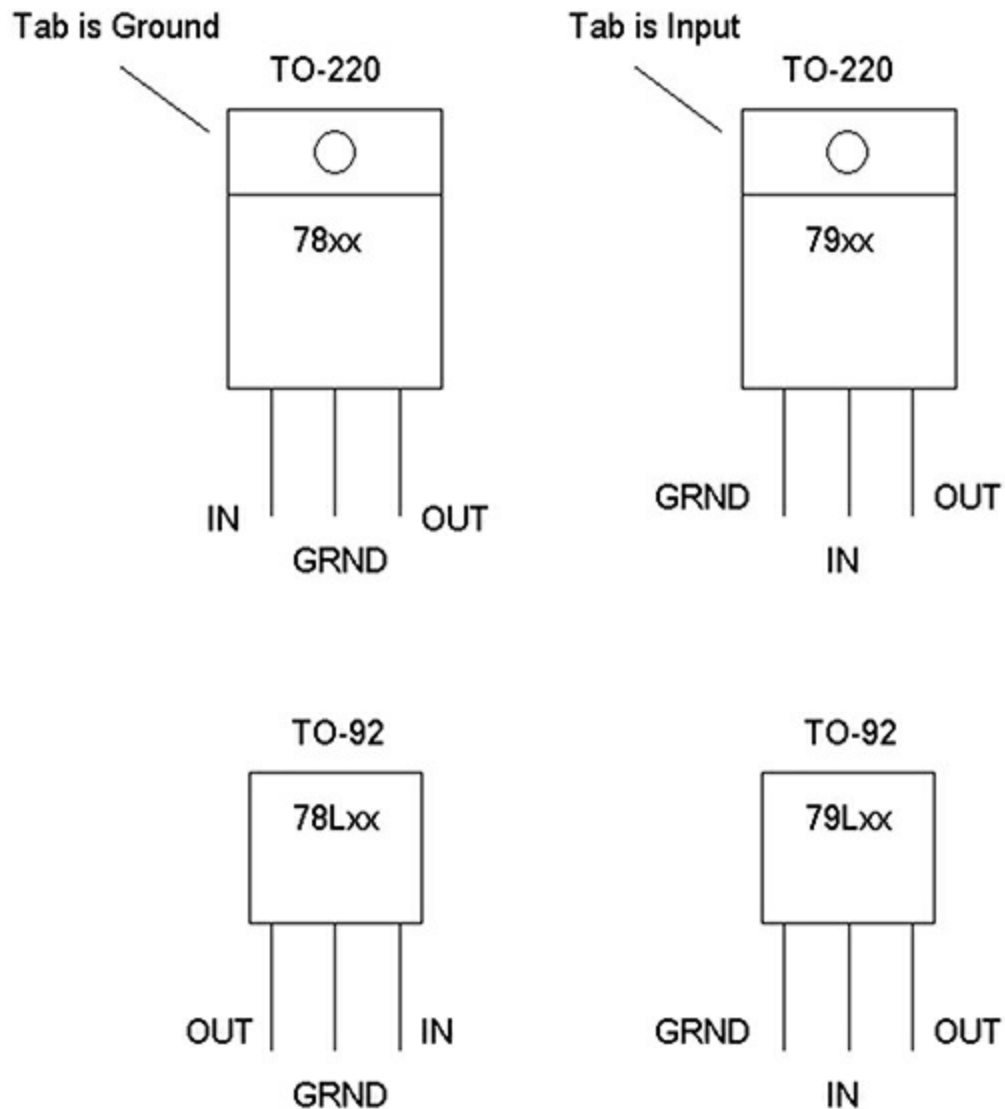 Tab is Ground
TO-220
78xx
IN
GRND
OUT
Tab is Input
TO-220
79xx
GRND
IN
OUT
TO-92
78Lxx
OUT
GRND
IN
TO-92
79Lxx
GRND
IN
OUT